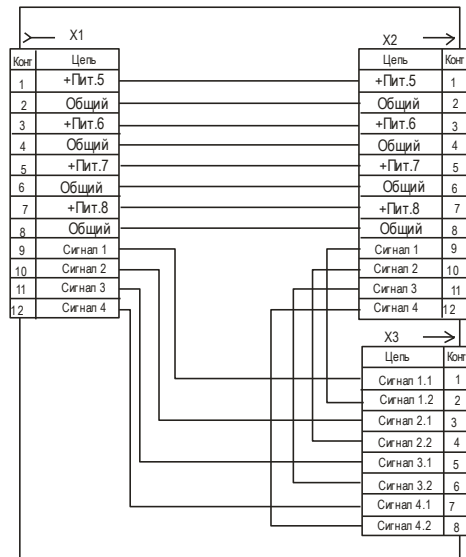 X1
Конт Цепь
1 +Пит.5
2 Общий
3 +Пит.6
4 Общий
5 +Пит.7
6 Общий
7 +Пит.8
8 Общий
9 Сигнал 1
10 Сигнал 2
11 Сигнал 3
12 Сигнал 4
X2
Цепь Конт
+Пит.5 1
Общий 2
+Пит.6 3
Общий 4
+Пит.7 5
Общий 6
+Пит.8 7
Общий 8
Сигнал 1 9
Сигнал 2 10
Сигнал 3 11
Сигнал 4 12
X3
Цепь Конт
Сигнал 1.1 1
Сигнал 1.2 2
Сигнал 2.1 3
Сигнал 2.2 4
Сигнал 3.1 5
Сигнал 3.2 6
Сигнал 4.1 7
Сигнал 4.2 8